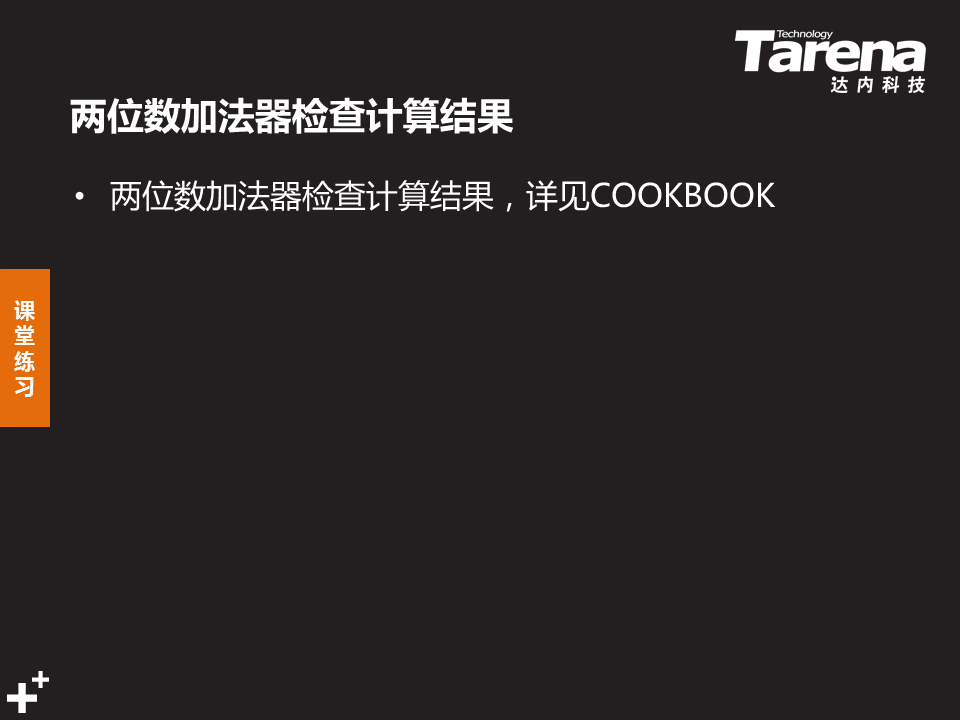 Technology
Tarena
达内科技
两位数加法器检查计算结果
• 两位数加法器检查计算结果，详见COOKBOOK
课
堂
练
习